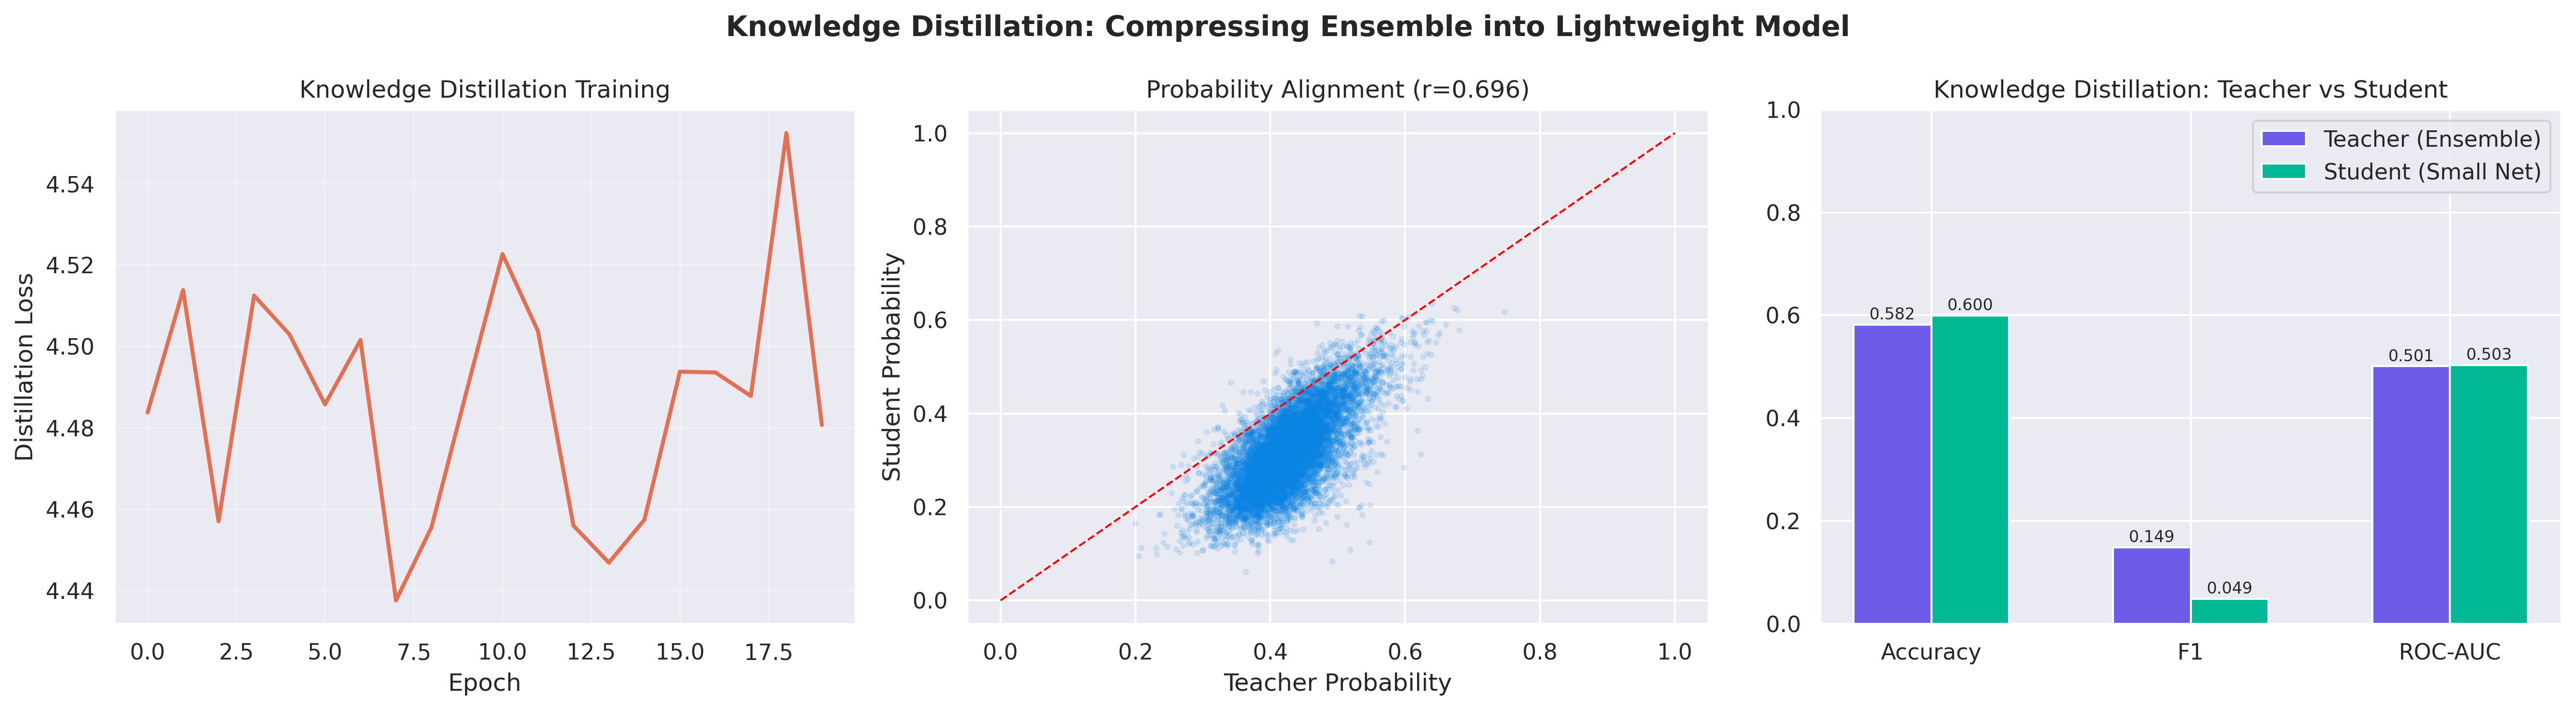 Knowledge Distillation: Compressing Ensemble into Lightweight Model
Knowledge Distillation Training
4.54
4.52
4.50
4.48
4.46
4.44
Distillation Loss
0.0 2.5 5.0 7.5 10.0 12.5 15.0 17.5
Epoch
Probability Alignment (r=0.696)
1.0
0.8
0.6
0.4
0.2
0.0
Student Probability
0.0 0.2 0.4 0.6 0.8 1.0
Teacher Probability
Knowledge Distillation: Teacher vs Student
1.0
0.8
0.6
0.4
0.2
0.0
Teacher (Ensemble)
Student (Small Net)
0.582 0.600
0.149 0.049
0.501 0.503
Accuracy F1 ROC-AUC